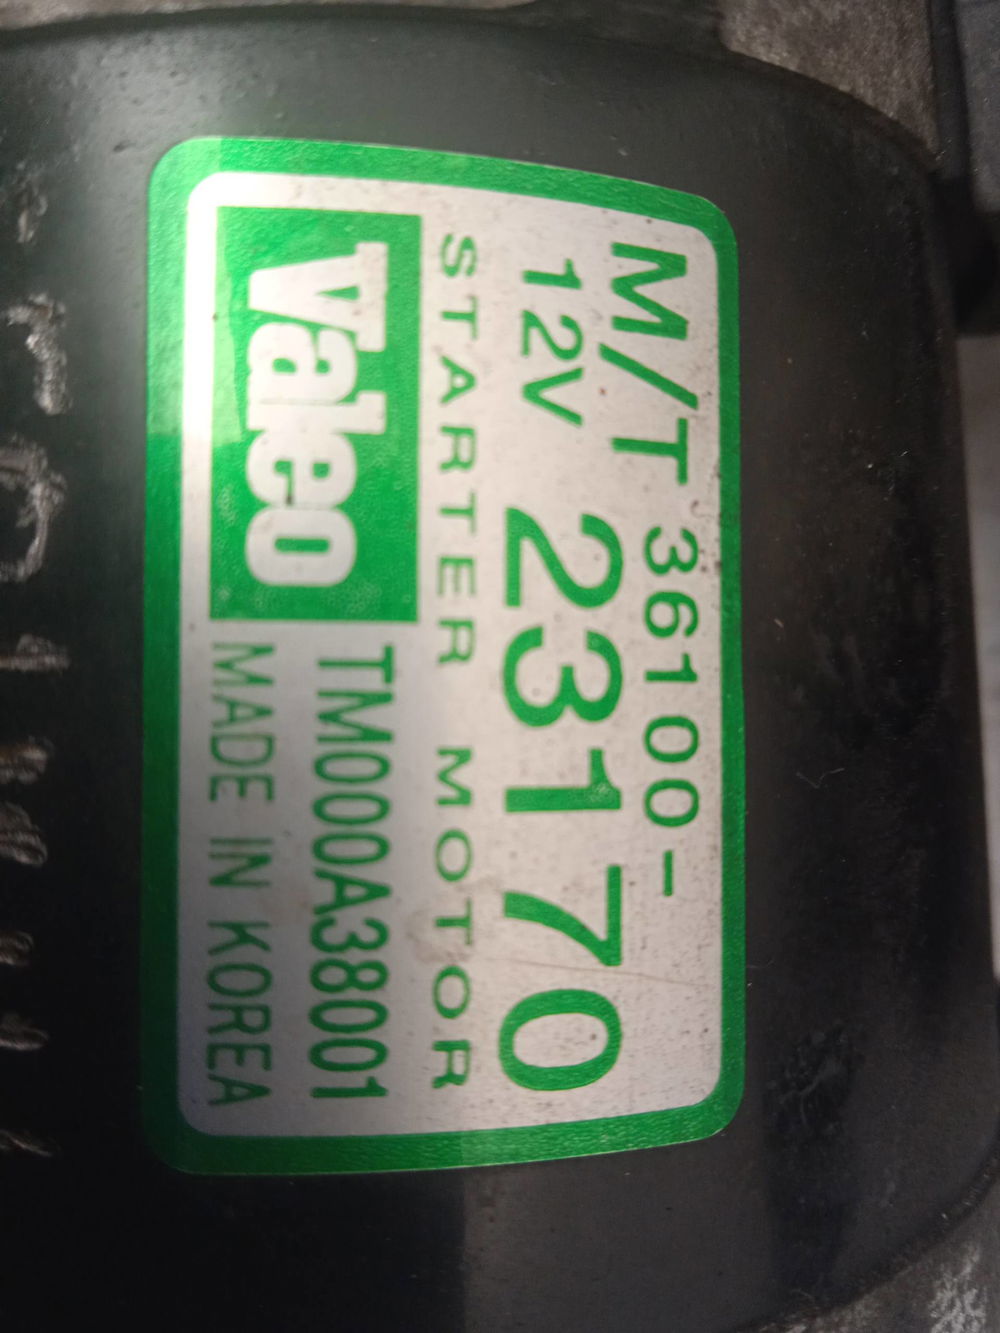 M/T 36100-
12V 23170
STARTER MOTOR
Valeo TM000A38001
MADE IN KOREA